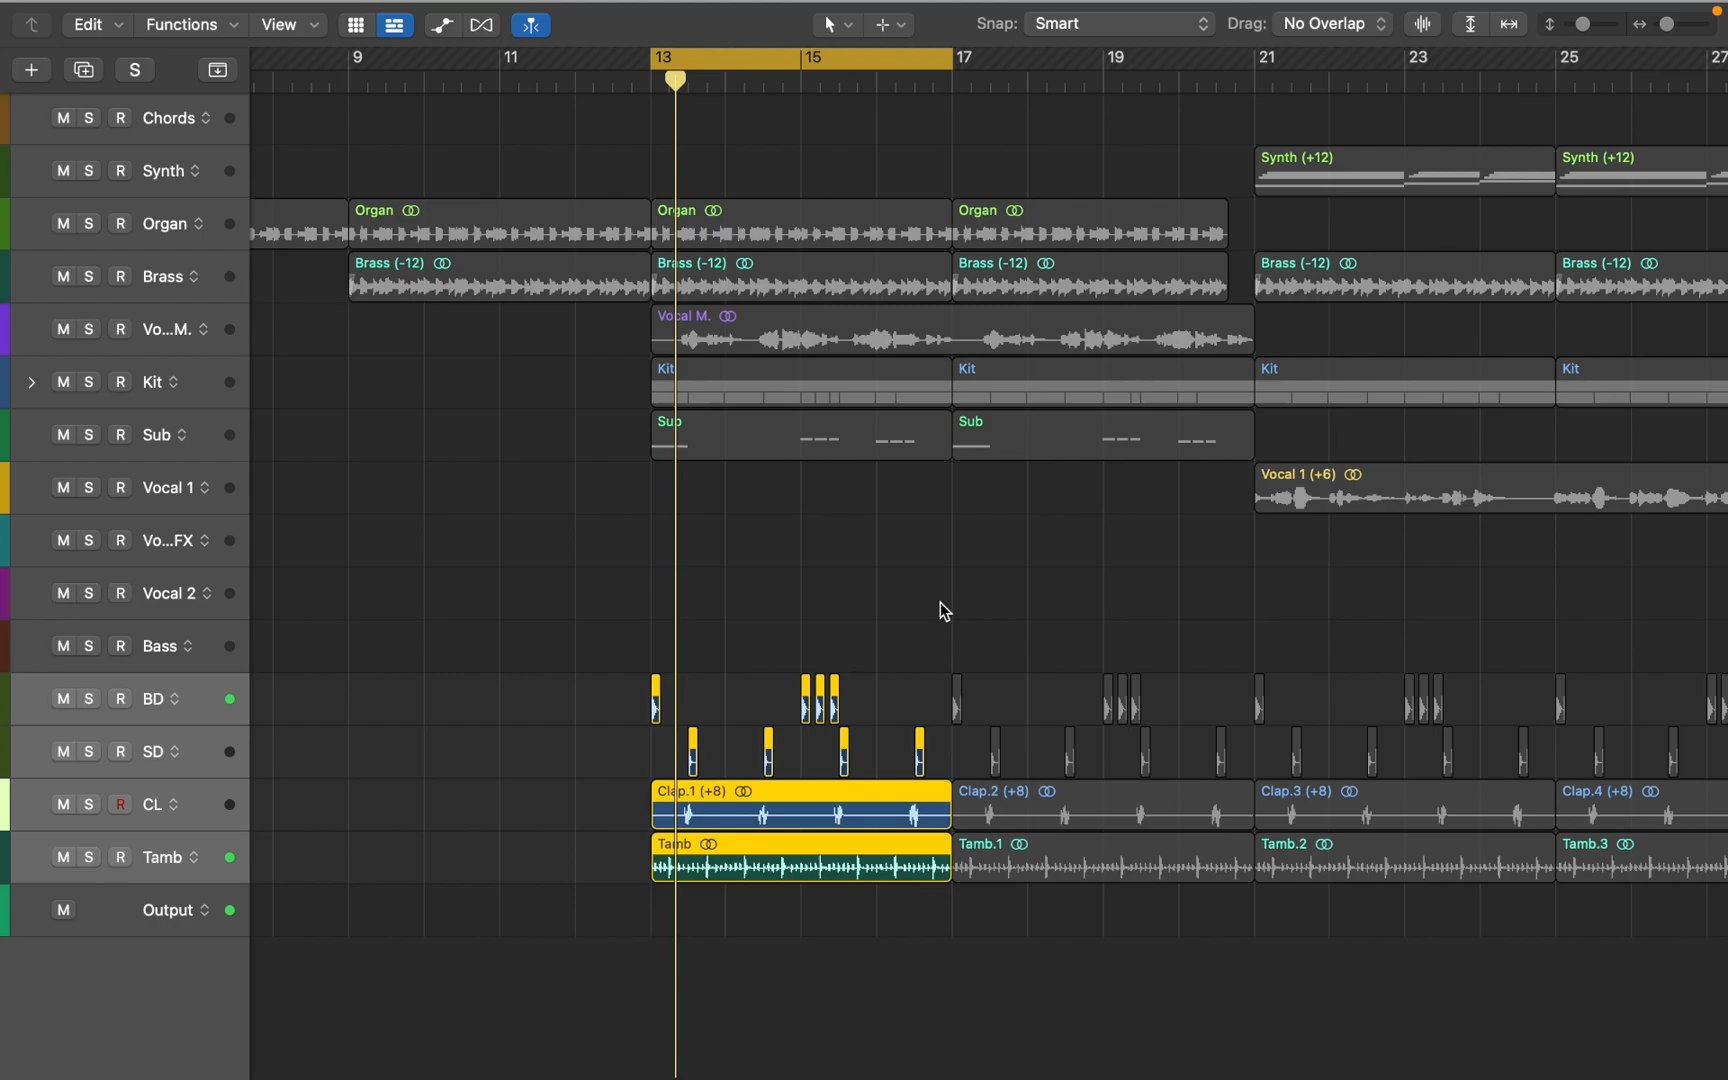 Edit Functions View Snap: Smart Drag: No Overlap
S 9 11 13 15 17 19 21 23 25 27
M S R Chords
M S R Synth Synth (+12) Synth (+12)
M S R Organ Organ Organ Organ
M S R Brass Brass (-12) Brass (-12) Brass (-12) Brass (-12) Brass (-12)
M S R Vo...M. Vocal M.
M S R Kit Kit Kit Kit Kit
M S R Sub Sub Sub
M S R Vocal 1 Vocal 1 (+6)
M S R Vo...FX
M S R Vocal 2
M S R Bass
M S R BD
M S R SD
M S R CL Clap.1 (+8) Clap.2 (+8) Clap.3 (+8) Clap.4 (+8)
M S R Tamb Tamb Tamb.1 Tamb.2 Tamb.3
M Output